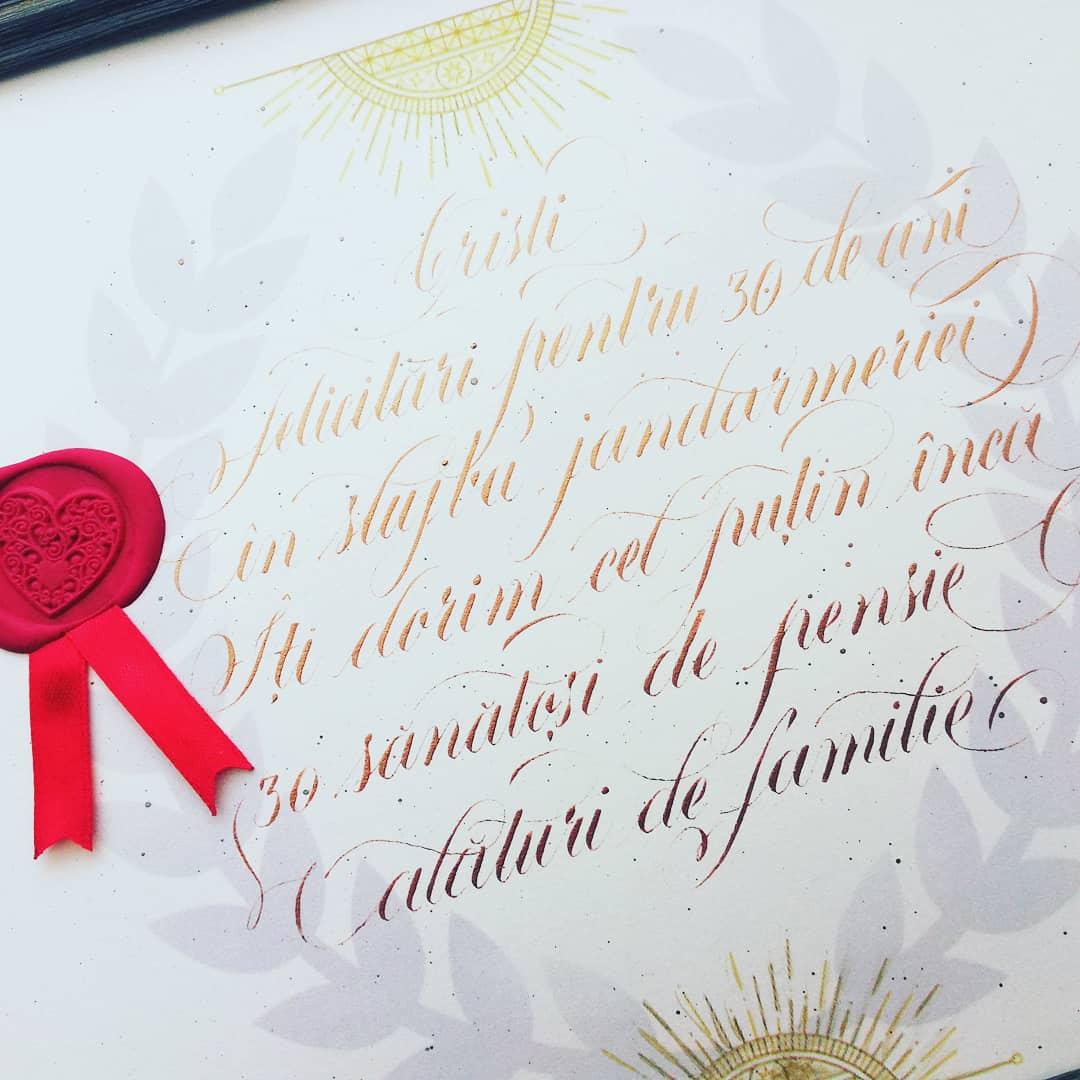 Cristi
Felicitări pentru 30 de ani
în slujba jandarmeriei
Îți dorim cel puțin încă
30 sănătoși de pensie
alături de familie.